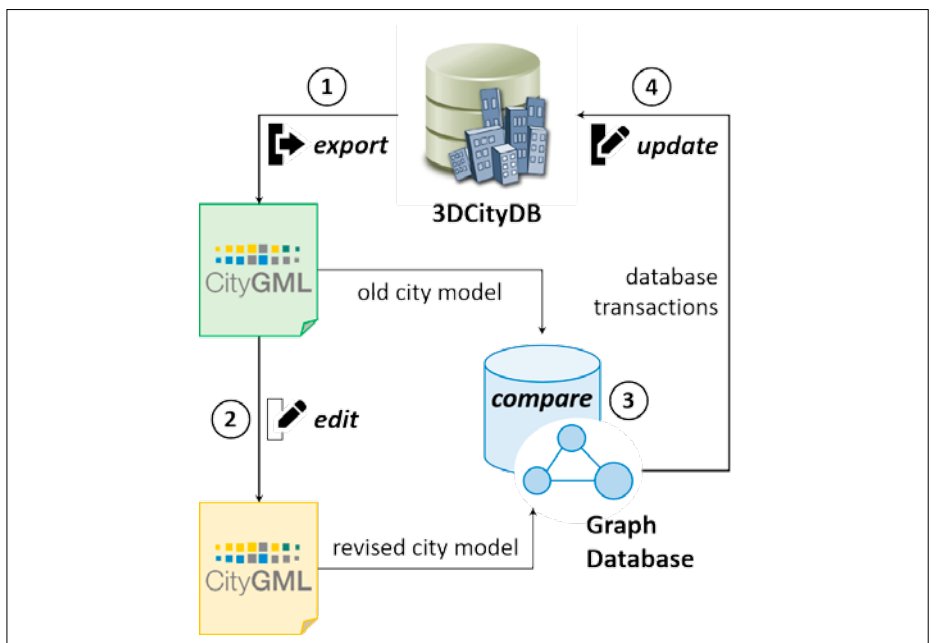 1
export
3DCityDB
4
update
CityGML
old city model
database
transactions
compare
3
2
edit
CityGML
revised city model
Graph
Database